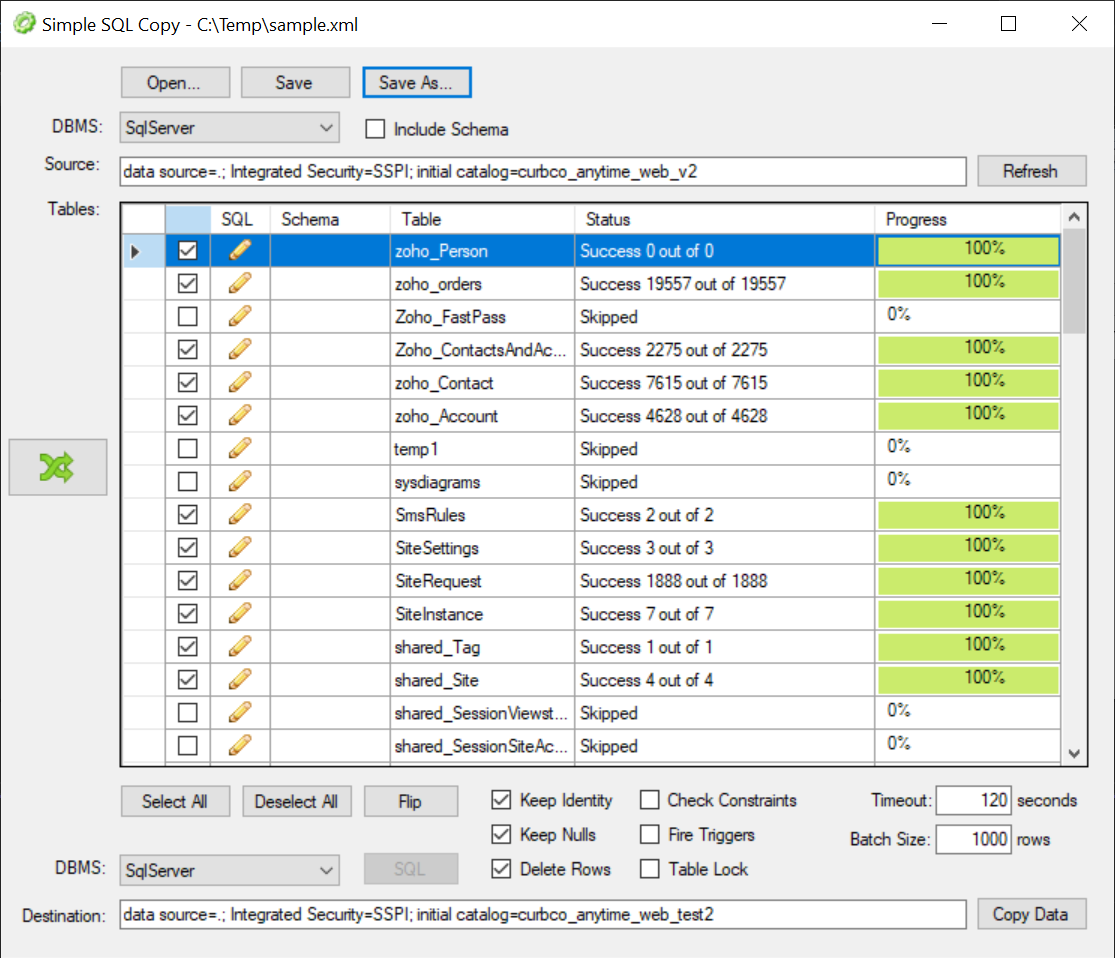 Simple SQL Copy - C:\Temp\sample.xml
Open... Save Save As...
DBMS: SqlServer Include Schema
Source: data source=.; Integrated Security=SSPI; initial catalog=curbco_anytime_web_v2 Refresh
Tables: SQL Schema Table Status Progress
zoho_Person Success 0 out of 0 100%
zoho_orders Success 19557 out of 19557 100%
Zoho_FastPass Skipped 0%
Zoho_ContactsAndAc... Success 2275 out of 2275 100%
zoho_Contact Success 7615 out of 7615 100%
zoho_Account Success 4628 out of 4628 100%
temp1 Skipped 0%
sysdiagrams Skipped 0%
SmsRules Success 2 out of 2 100%
SiteSettings Success 3 out of 3 100%
SiteRequest Success 1888 out of 1888 100%
SiteInstance Success 7 out of 7 100%
shared_Tag Success 1 out of 1 100%
shared_Site Success 4 out of 4 100%
shared_SessionViewst... Skipped 0%
shared_SessionSiteAc... Skipped 0%
Select All Deselect All Flip Keep Identity Check Constraints Timeout: 120 seconds
Keep Nulls Fire Triggers Batch Size: 1000 rows
DBMS: SqlServer SQL Delete Rows Table Lock
Destination: data source=.; Integrated Security=SSPI; initial catalog=curbco_anytime_web_test2 Copy Data